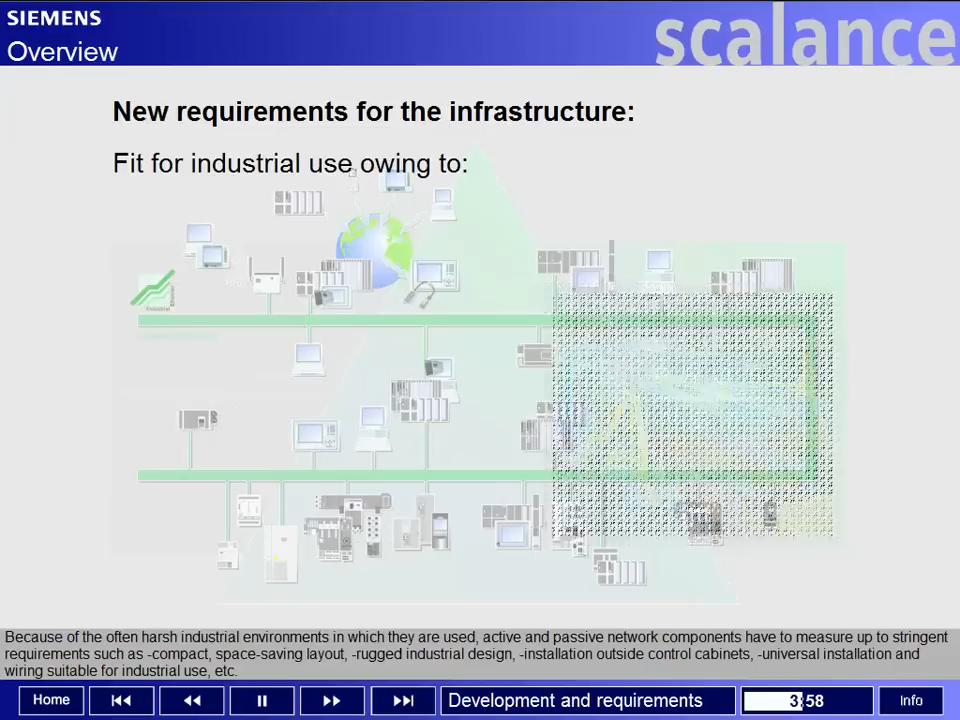 SIEMENS
scalance
Overview
New requirements for the infrastructure:
Fit for industrial use owing to:
Because of the often harsh industrial environments in which they are used, active and passive network components have to measure up to stringent
requirements such as -compact, space-saving layout, -rugged industrial design, -installation outside control cabinets, -universal installation and
wiring suitable for industrial use, etc.
Home
Development and requirements
3:58
Info